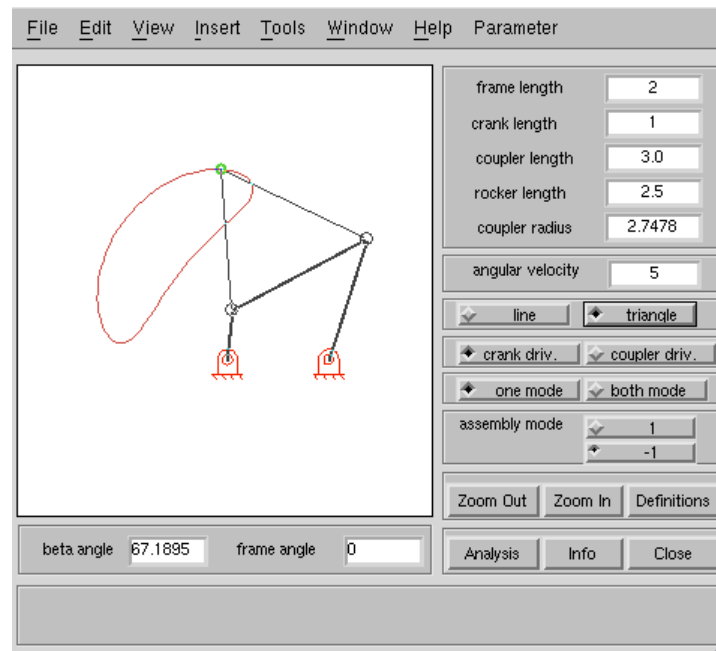 File Edit View Insert Tools Window Help Parameter
frame length 2
crank length 1
coupler length 3.0
rocker length 2.5
coupler radius 2.7478
angular velocity 5
line triangle
crank driv. coupler driv.
one mode both mode
assembly mode 1
-1
Zoom Out Zoom In Definitions
beta angle 67.1895 frame angle 0
Analysis Info Close